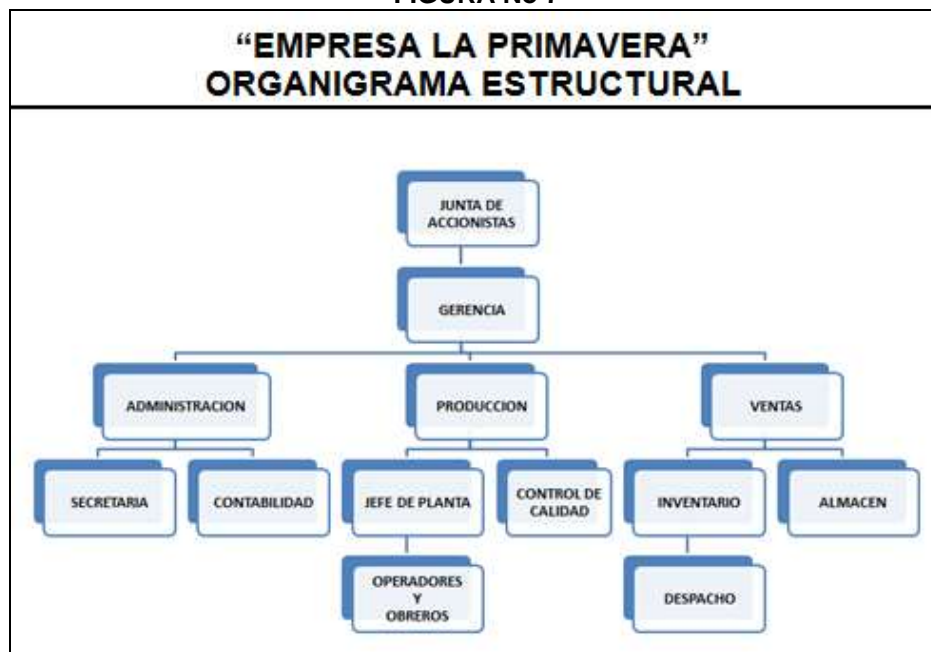 “EMPRESA LA PRIMAVERA”
ORGANIGRAMA ESTRUCTURAL
JUNTA DE
ACCIONISTAS
GERENCIA
ADMINISTRACION
PRODUCCION
VENTAS
SECRETARIA
CONTABILIDAD
JEFE DE PLANTA
CONTROL DE
CALIDAD
INVENTARIO
ALMACEN
OPERADORES
Y
OBREROS
DESPACHO